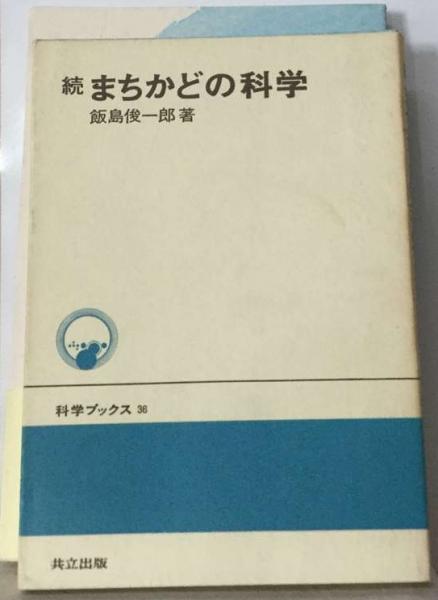 続 まちかどの科学
飯島俊一郎著
科学ブックス 36
共立出版